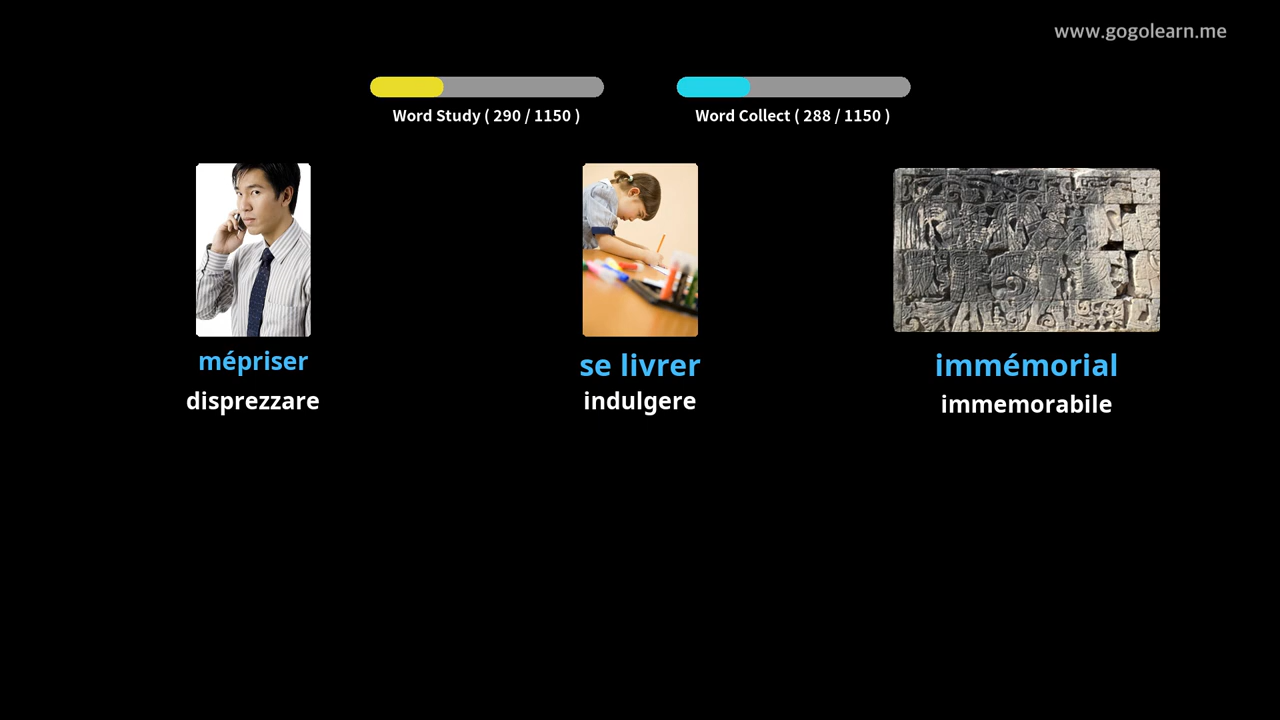 www.gogolearn.me
Word Study ( 290 / 1150 )
Word Collect ( 288 / 1150 )
mépriser
disprezzare
se livrer
indulgere
immémorial
immemorabile